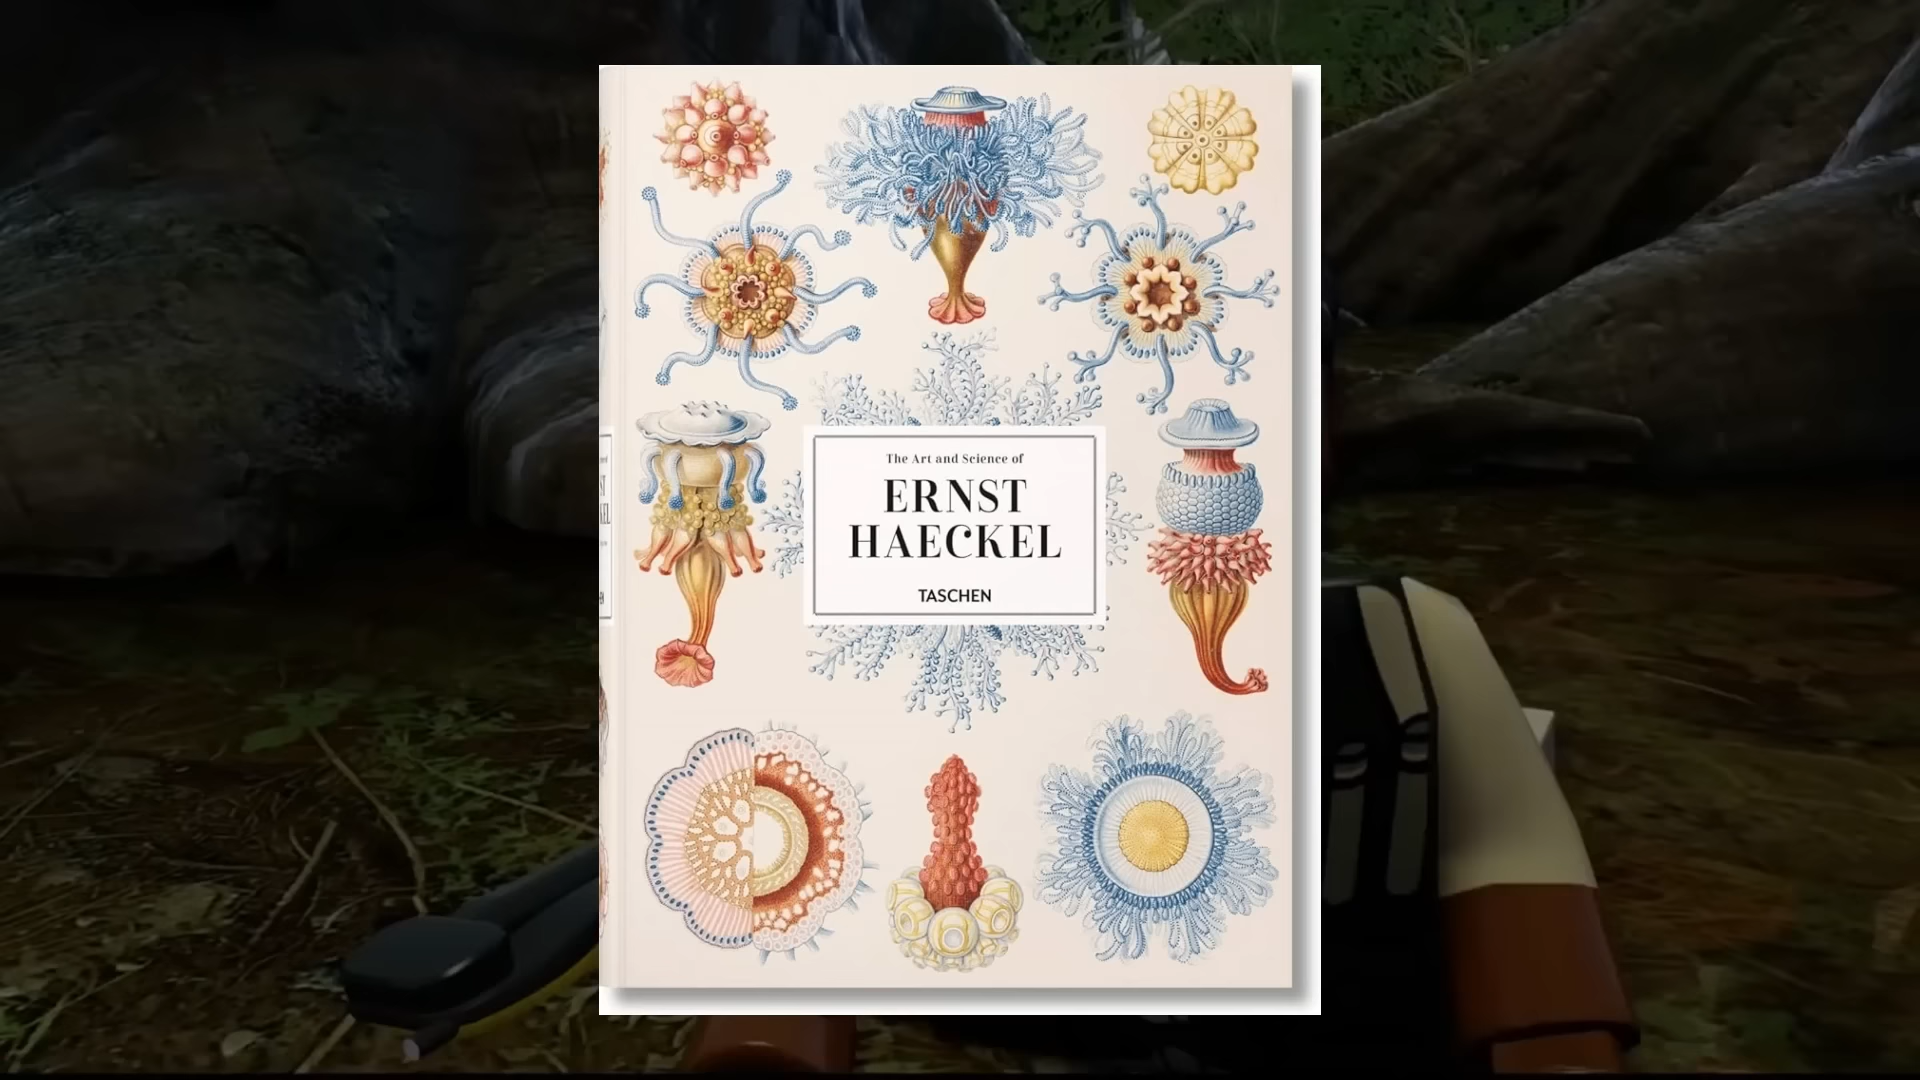 The Art and Science of
ERNST
HAECKEL
TASCHEN